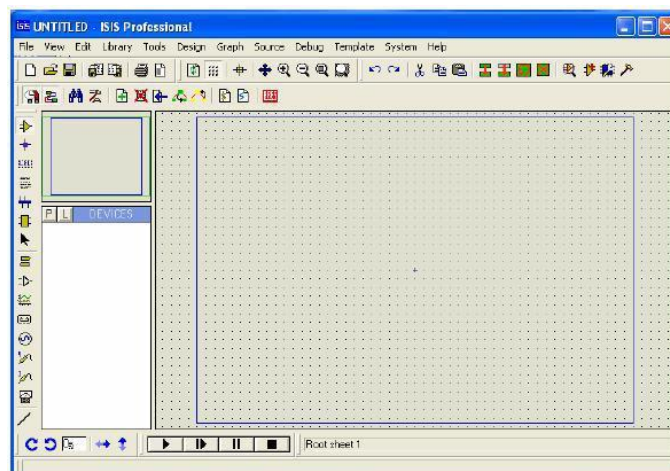 ISIS UNTITLED - ISIS Professional
File View Edit Library Tools Design Graph Source Debug Template System Help
P L DEVICES
Root sheet 1